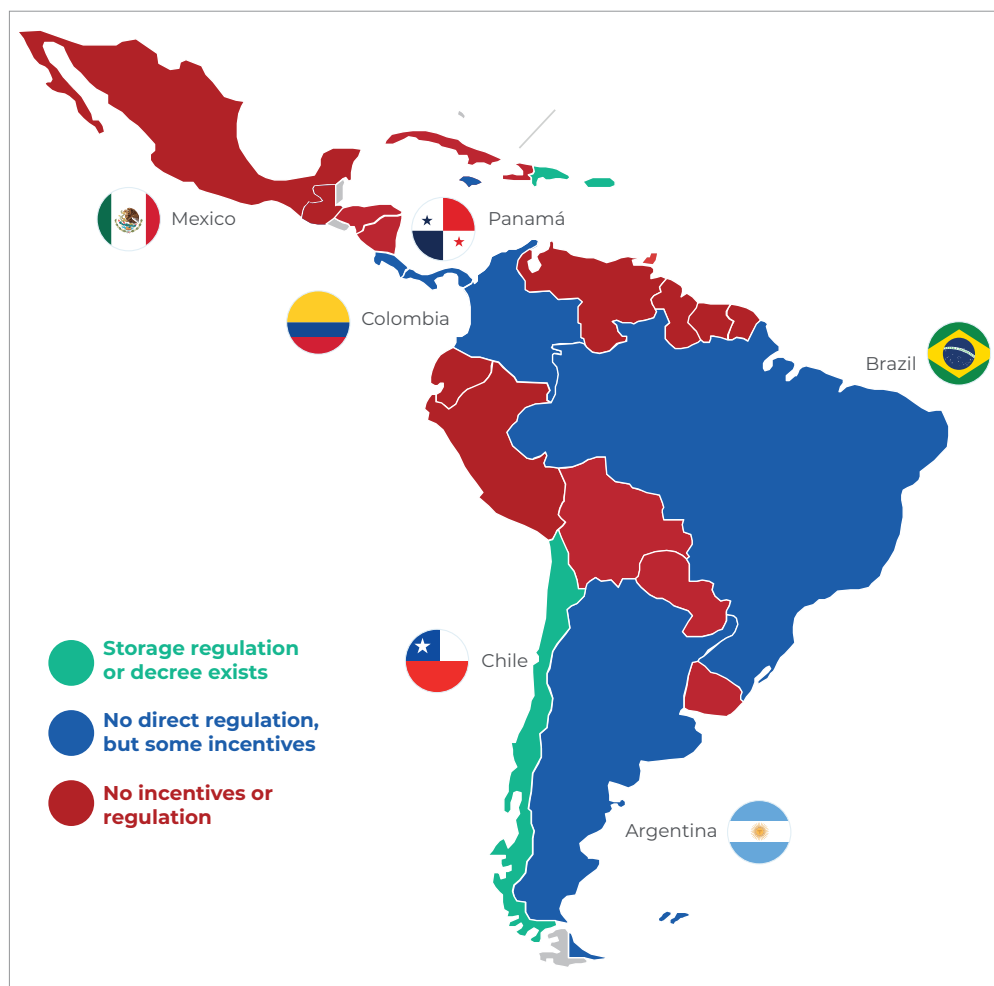 Mexico
Panamá
Colombia
Brazil
Storage regulation
or decree exists
Chile
No direct regulation,
but some incentives
No incentives or
regulation
Argentina